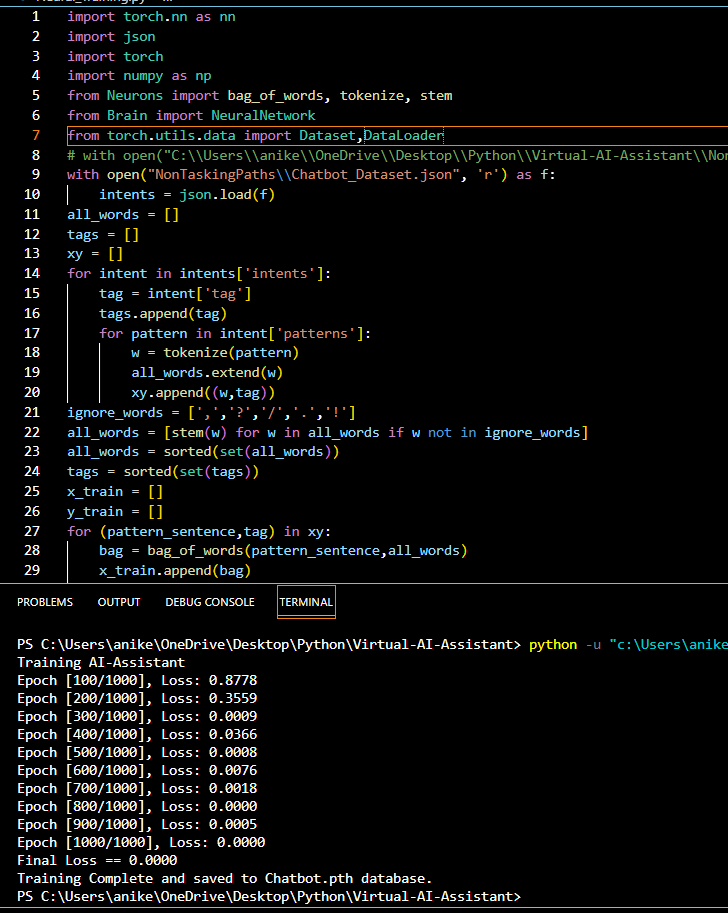 1 import torch.nn as nn
2 import json
3 import torch
4 import numpy as np
5 from Neurons import bag_of_words, tokenize, stem
6 from Brain import NeuralNetwork
7 from torch.utils.data import Dataset,DataLoader
8 # with open("C:\\Users\\anike\\OneDrive\\Desktop\\Python\\Virtual-AI-Assistant\\Non
9 with open("NonTaskingPaths\\Chatbot_Dataset.json", 'r') as f:
10     intents = json.load(f)
11 all_words = []
12 tags = []
13 xy = []
14 for intent in intents['intents']:
15     tag = intent['tag']
16     tags.append(tag)
17     for pattern in intent['patterns']:
18         w = tokenize(pattern)
19         all_words.extend(w)
20         xy.append((w,tag))
21 ignore_words = [',','?','/','.','!']
22 all_words = [stem(w) for w in all_words if w not in ignore_words]
23 all_words = sorted(set(all_words))
24 tags = sorted(set(tags))
25 x_train = []
26 y_train = []
27 for (pattern_sentence,tag) in xy:
28     bag = bag_of_words(pattern_sentence,all_words)
29     x_train.append(bag)
PROBLEMS OUTPUT DEBUG CONSOLE TERMINAL
PS C:\Users\anike\OneDrive\Desktop\Python\Virtual-AI-Assistant> python -u "c:\Users\anike
Training AI-Assistant
Epoch [100/1000], Loss: 0.8778
Epoch [200/1000], Loss: 0.3559
Epoch [300/1000], Loss: 0.0009
Epoch [400/1000], Loss: 0.0366
Epoch [500/1000], Loss: 0.0008
Epoch [600/1000], Loss: 0.0076
Epoch [700/1000], Loss: 0.0018
Epoch [800/1000], Loss: 0.0000
Epoch [900/1000], Loss: 0.0005
Epoch [1000/1000], Loss: 0.0000
Final Loss == 0.0000
Training Complete and saved to Chatbot.pth database.
PS C:\Users\anike\OneDrive\Desktop\Python\Virtual-AI-Assistant>